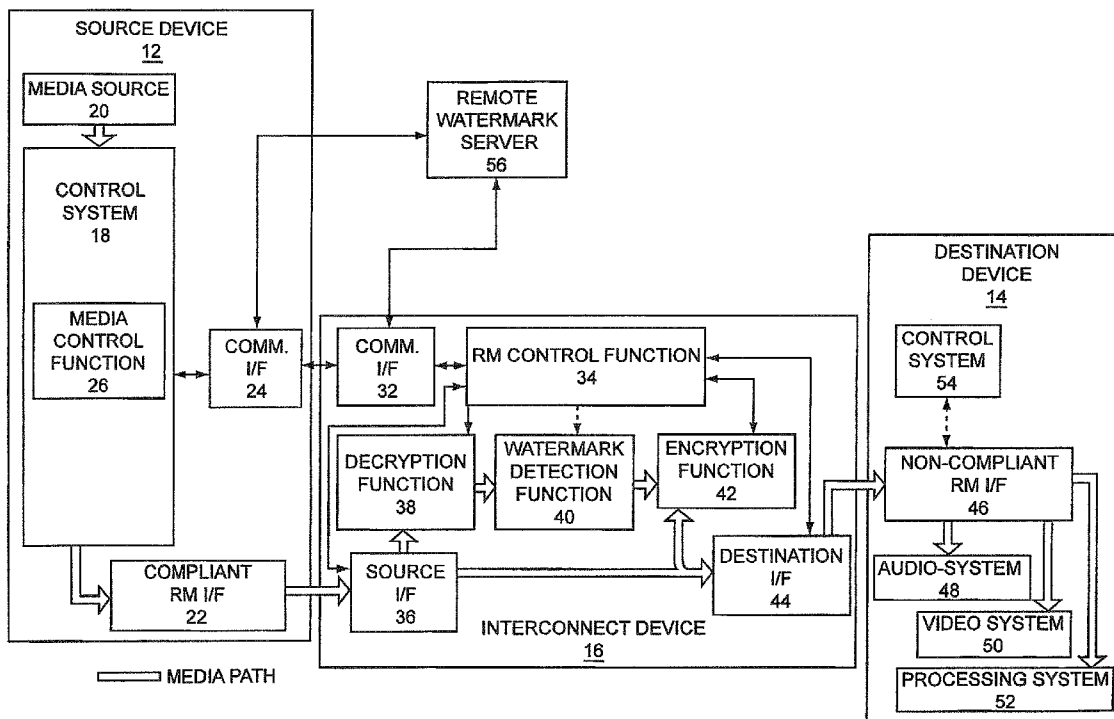 SOURCE DEVICE
12
MEDIA SOURCE
20
CONTROL
SYSTEM
18
MEDIA
CONTROL
FUNCTION
26
COMM.
I/F
24
COMPLIANT
RM I/F
22
MEDIA PATH
REMOTE
WATERMARK
SERVER
56
COMM.
I/F
32
RM CONTROL FUNCTION
34
DECRYPTION
FUNCTION
38
WATERMARK
DETECTION
FUNCTION
40
ENCRYPTION
FUNCTION
42
SOURCE
I/F
36
DESTINATION
I/F
44
INTERCONNECT DEVICE
16
DESTINATION
DEVICE
14
CONTROL
SYSTEM
54
NON-COMPLIANT
RM I/F
46
AUDIO-SYSTEM
48
VIDEO SYSTEM
50
PROCESSING SYSTEM
52